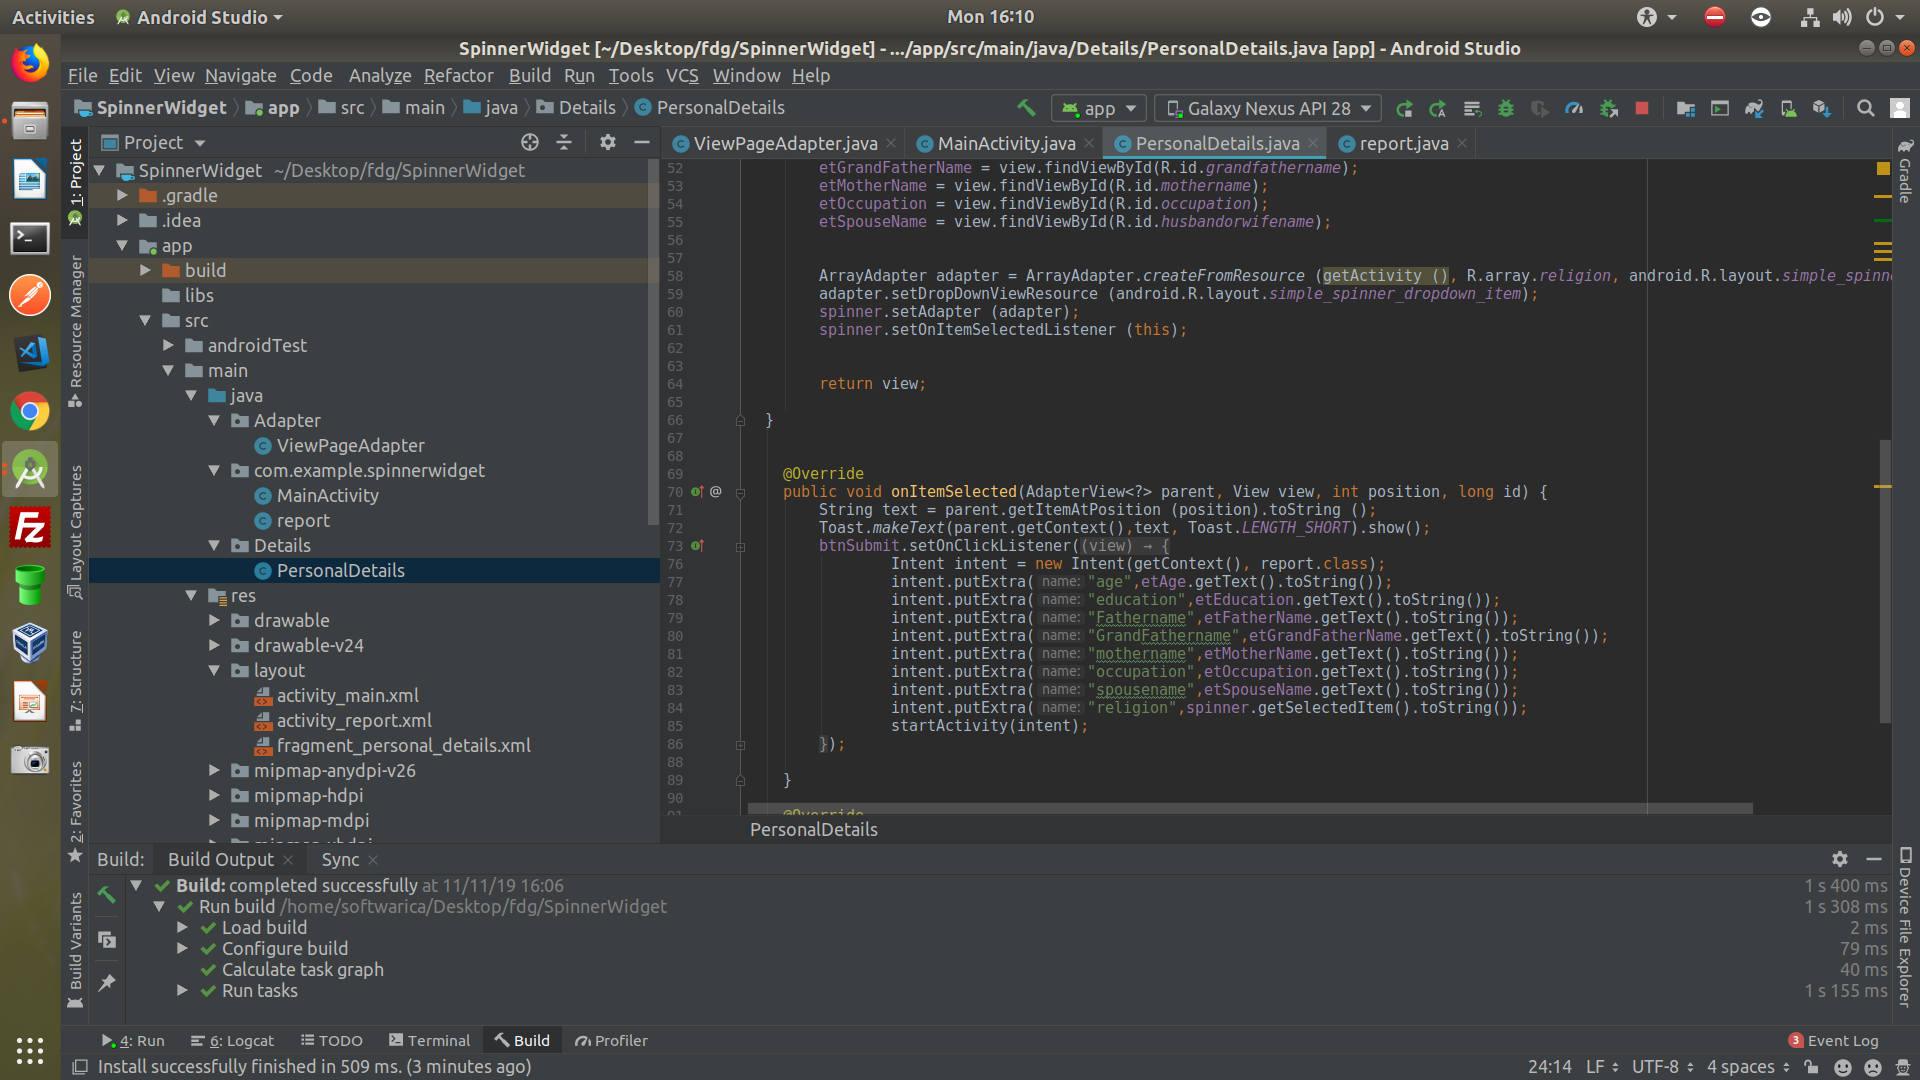 Activities
Android Studio
Mon 16:10
SpinnerWidget [~/Desktop/fdg/SpinnerWidget] - .../app/src/main/java/Details/PersonalDetails.java [app] - Android Studio
File Edit View Navigate Code Analyze Refactor Build Run Tools VCS Window Help
SpinnerWidget app src main java Details PersonalDetails
app
Galaxy Nexus API 28
Project
ViewPageAdapter.java
MainActivity.java
PersonalDetails.java
report.java
1: Project
Resource Manager
Layout Captures
7: Structure
2: Favorites
Build Variants
SpinnerWidget ~/Desktop/fdg/SpinnerWidget
.gradle
.idea
app
build
libs
src
androidTest
main
java
Adapter
ViewPageAdapter
com.example.spinnerwidget
MainActivity
report
Details
PersonalDetails
res
drawable
drawable-v24
layout
activity_main.xml
activity_report.xml
fragment_personal_details.xml
mipmap-anydpi-v26
mipmap-hdpi
mipmap-mdpi
52 etGrandFatherName = view.findViewById(R.id.grandfathername);
53 etMotherName = view.findViewById(R.id.mothername);
54 etOccupation = view.findViewById(R.id.occupation);
55 etSpouseName = view.findViewById(R.id.husbandorwifename);
56
57
58 ArrayAdapter adapter = ArrayAdapter.createFromResource (getActivity (), R.array.religion, android.R.layout.simple_spinn
59 adapter.setDropDownViewResource (android.R.layout.simple_spinner_dropdown_item);
60 spinner.setAdapter (adapter);
61 spinner.setOnItemSelectedListener (this);
62
63
64 return view;
65
66 }
67
68
69 @Override
70 @ public void onItemSelected(AdapterView<?> parent, View view, int position, long id) {
71 String text = parent.getItemAtPosition (position).toString ();
72 Toast.makeText(parent.getContext(),text, Toast.LENGTH_SHORT).show();
73 btnSubmit.setOnClickListener((view) → {
76 Intent intent = new Intent(getContext(), report.class);
77 intent.putExtra( name: "age",etAge.getText().toString());
78 intent.putExtra( name: "education",etEducation.getText().toString());
79 intent.putExtra( name: "Fathername",etFatherName.getText().toString());
80 intent.putExtra( name: "GrandFathername",etGrandFatherName.getText().toString());
81 intent.putExtra( name: "mothername",etMotherName.getText().toString());
82 intent.putExtra( name: "occupation",etOccupation.getText().toString());
83 intent.putExtra( name: "spousename",etSpouseName.getText().toString());
84 intent.putExtra( name: "religion",spinner.getSelectedItem().toString());
85 startActivity(intent);
86 });
88
89 }
90
91 @Override
PersonalDetails
Gradle
Device File Explorer
Build: Build Output Sync
Build: completed successfully at 11/11/19 16:06 1 s 400 ms
Run build /home/softwarica/Desktop/fdg/SpinnerWidget 1 s 308 ms
Load build 2 ms
Configure build 79 ms
Calculate task graph 40 ms
Run tasks 1 s 155 ms
4: Run 6: Logcat TODO Terminal Build Profiler
3 Event Log
Install successfully finished in 509 ms. (3 minutes ago)
24:14 LF UTF-8 4 spaces